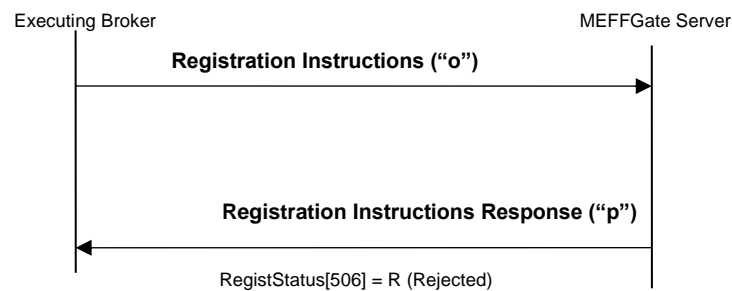 Executing Broker
MEFFGate Server
Registration Instructions (“o”)
Registration Instructions Response (“p”)
RegistStatus[506] = R (Rejected)